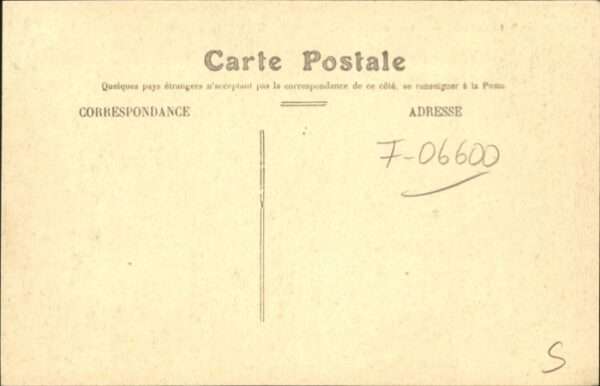 Carte Postale
Quelques pays étrangers n'acceptant pas la correspondance de ce côté, se renseigner à la Poste
CORRESPONDANCE
ADRESSE
F-06600
S